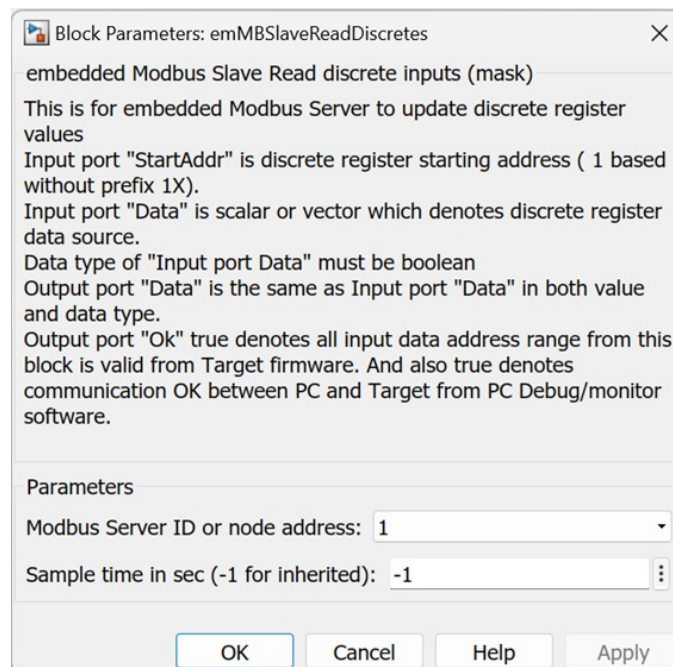 Block Parameters: emMBSlaveReadDiscretes
embedded Modbus Slave Read discrete inputs (mask)
This is for embedded Modbus Server to update discrete register
values
Input port "StartAddr" is discrete register starting address ( 1 based
without prefix 1X).
Input port "Data" is scalar or vector which denotes discrete register
data source.
Data type of "Input port Data" must be boolean
Output port "Data" is the same as Input port "Data" in both value
and data type.
Output port "Ok" true denotes all input data address range from this
block is valid from Target firmware. And also true denotes
communication OK between PC and Target from PC Debug/monitor
software.
Parameters
Modbus Server ID or node address: 1
Sample time in sec (-1 for inherited): -1
OK Cancel Help Apply